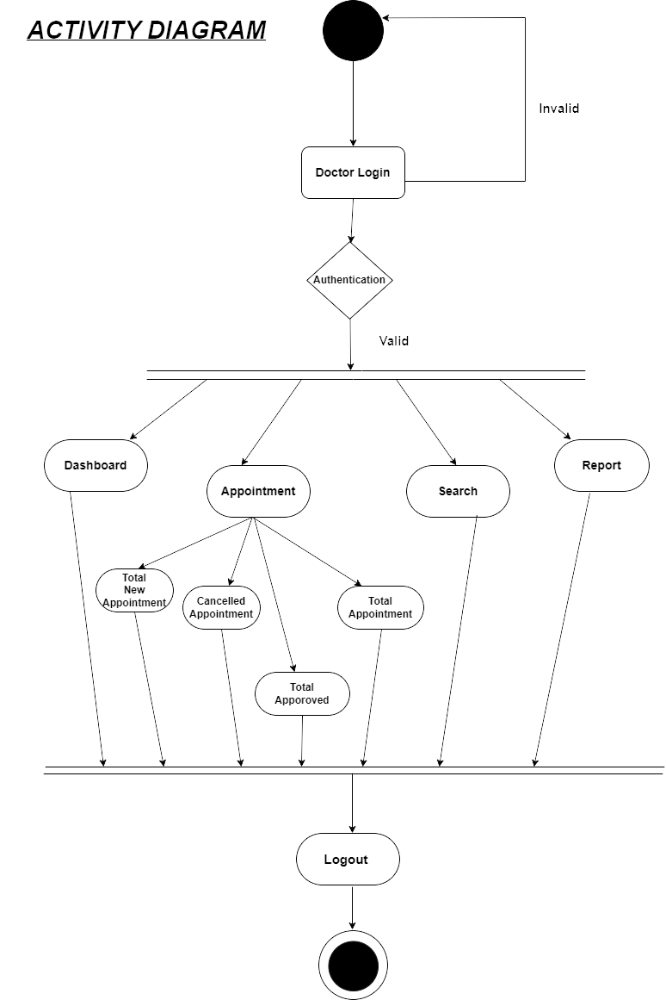 ACTIVITY DIAGRAM
Invalid
Doctor Login
Authentication
Valid
Dashboard
Appointment
Search
Report
Total
New
Appointment
Cancelled
Appointment
Total
Appointment
Total
Apporoved
Logout